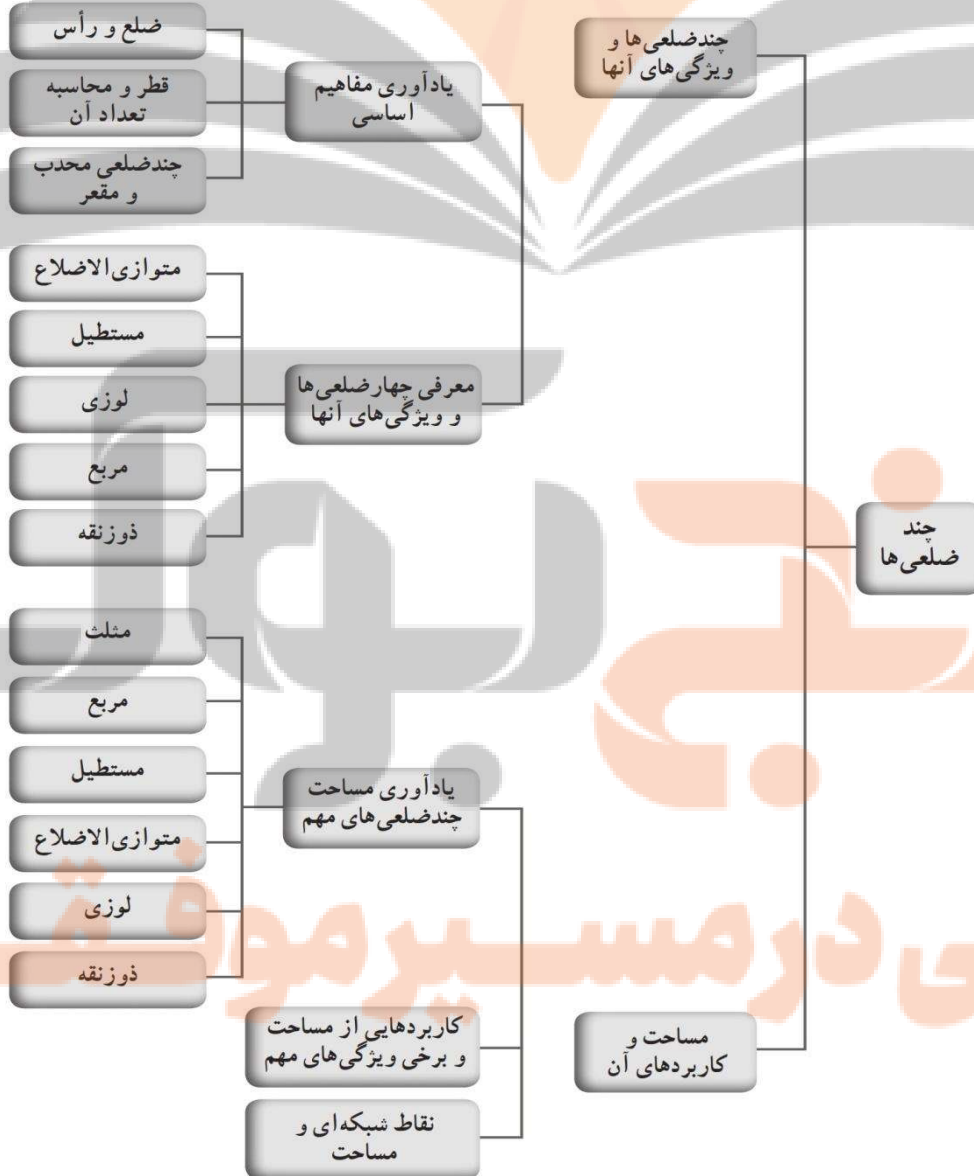 چند
ضلعی‌ها
چندضلعی‌ها و
ویژگی‌های آنها
یادآوری مفاهیم
اساسی
ضلع و رأس
قطر و محاسبه
تعداد آن
چندضلعی محدب
و مقعر
معرفی چهارضلعی‌ها
و ویژگی‌های آنها
متوازی‌الاضلاع
مستطیل
لوزی
مربع
ذوزنقه
مساحت و
کاربردهای آن
یادآوری مساحت
چندضلعی‌های مهم
مثلث
مربع
مستطیل
متوازی‌الاضلاع
لوزی
ذوزنقه
کاربردهایی از مساحت
و برخی ویژگی‌های مهم
نقاط شبکه‌ای و
مساحت
درمسیرموفق